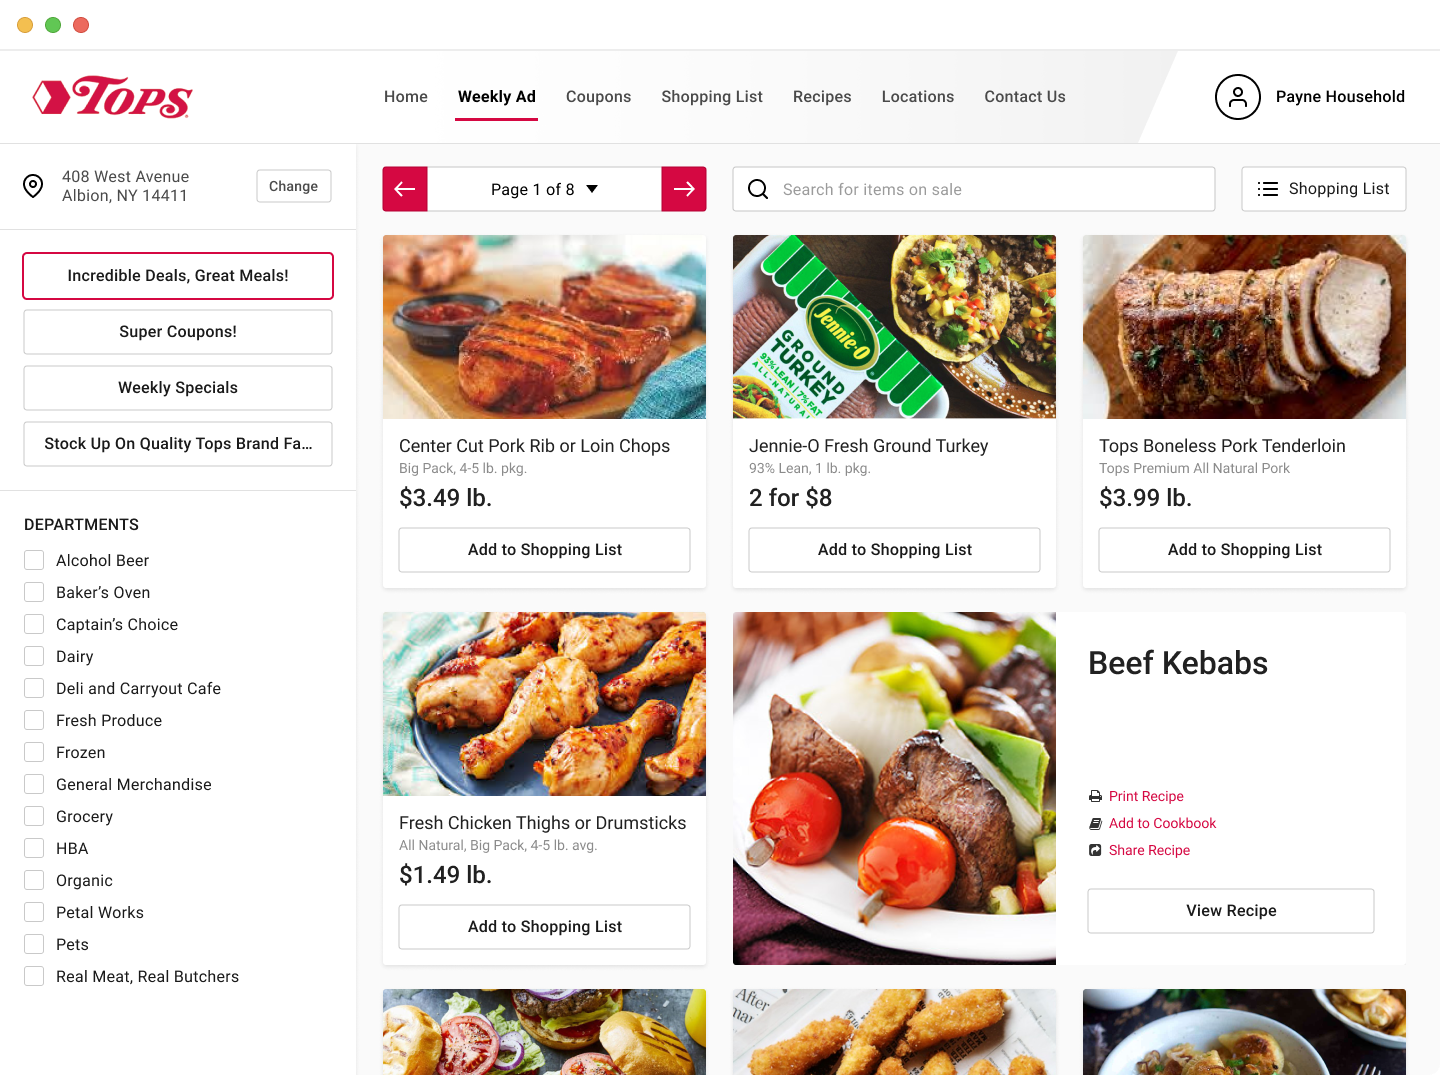 TOPS
Home
Weekly Ad
Coupons
Shopping List
Recipes
Locations
Contact Us
Payne Household
408 West Avenue
Albion, NY 14411
Change
Page 1 of 8
Search for items on sale
Shopping List
Incredible Deals, Great Meals!
Super Coupons!
Weekly Specials
Stock Up On Quality Tops Brand Fa...
DEPARTMENTS
Alcohol Beer
Baker’s Oven
Captain’s Choice
Dairy
Deli and Carryout Cafe
Fresh Produce
Frozen
General Merchandise
Grocery
HBA
Organic
Petal Works
Pets
Real Meat, Real Butchers
Center Cut Pork Rib or Loin Chops
Big Pack, 4-5 lb. pkg.
$3.49 lb.
Add to Shopping List
Jennie-O
GROUND
TURKEY
93% LEAN | 7% FAT
ALL-NATURAL
Jennie-O Fresh Ground Turkey
93% Lean, 1 lb. pkg.
2 for $8
Add to Shopping List
Tops Boneless Pork Tenderloin
Tops Premium All Natural Pork
$3.99 lb.
Add to Shopping List
Fresh Chicken Thighs or Drumsticks
All Natural, Big Pack, 4-5 lb. avg.
$1.49 lb.
Add to Shopping List
Beef Kebabs
Print Recipe
Add to Cookbook
Share Recipe
View Recipe
After